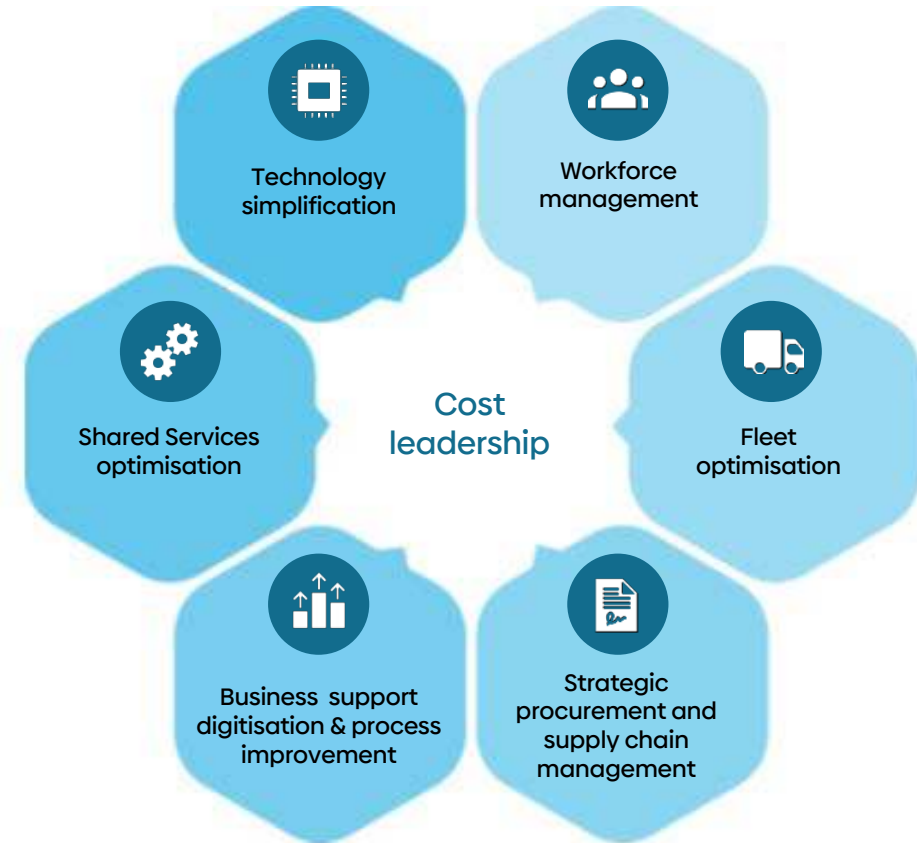 Technology
simplification
Workforce
management
Shared Services
optimisation
Cost
leadership
Fleet
optimisation
Business support
digitisation & process
improvement
Strategic
procurement and
supply chain
management